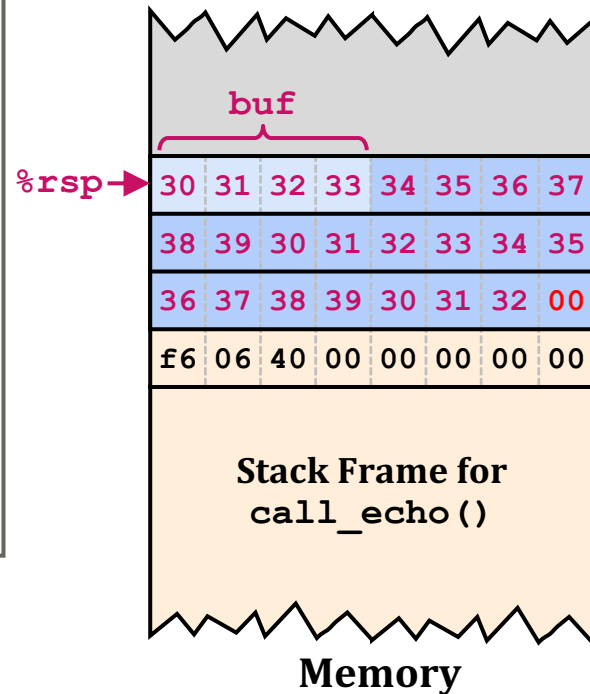 buf
%rsp 30 31 32 33 34 35 36 37
38 39 30 31 32 33 34 35
36 37 38 39 30 31 32 00
f6 06 40 00 00 00 00 00
Stack Frame for
call_echo()
Memory